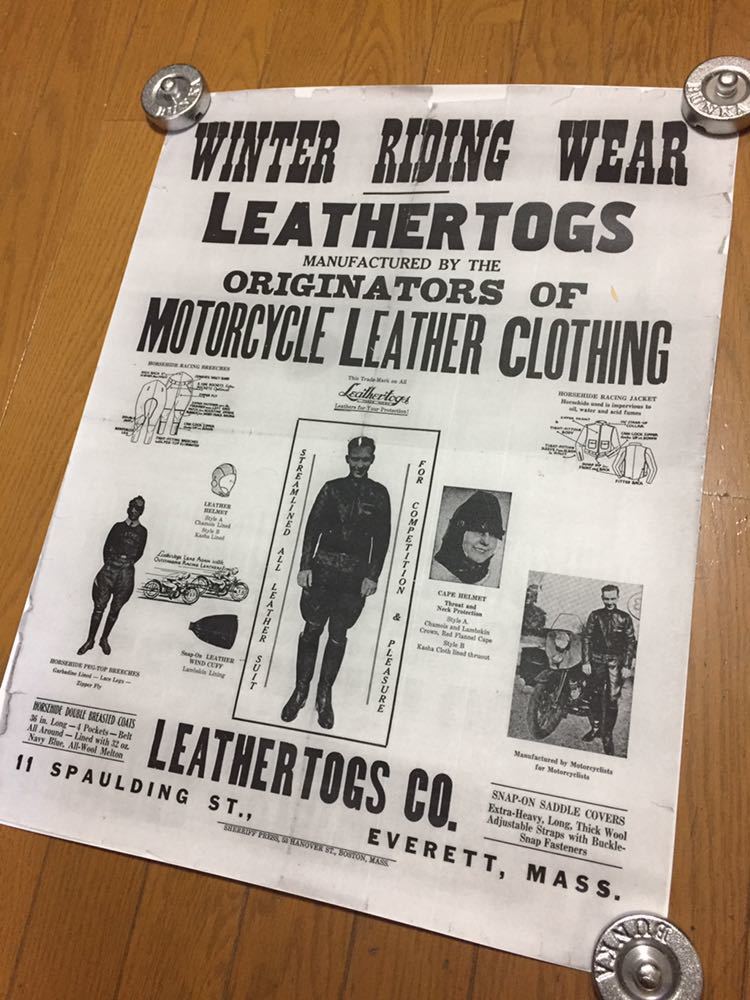 BUNKA
BUNKA
WINTER RIDING WEAR
LEATHERTOGS
MANUFACTURED BY THE
ORIGINATORS OF
MOTORCYCLE LEATHER CLOTHING
HORSEHIDE RACING BREECHES
This Trade-Mark on All
Leathertogs
Leathers for Your Protection!
HORSEHIDE RACING JACKET
Horsehide used is impervious to
oil, water and acid fumes
LEATHER
HELMET
Style A
Chamois Lined
Style B
Kasha Lined
STREAMLINED ALL LEATHER SUIT
FOR COMPETITION & PLEASURE
CAPE HELMET
Throat and
Neck Protection
Style A
Chamois and Lambskin
Crown, Red Flannel Cape
Style B
Kasha Cloth lined thruout
Snap-On LEATHER
WIND CUFF
Lambskin Lining
HORSEHIDE PEG-TOP BREECHES
Garbadine Lined — Lace Legs —
Zipper Fly
Manufactured by Motorcyclists
for Motorcyclists
HORSEHIDE DOUBLE BREASTED COATS
36 in. Long — 4 Pockets — Belt
All Around — Lined with 32 oz.
Navy Blue, All-Wool Melton
LEATHERTOGS CO.
11 SPAULDING ST., EVERETT, MASS.
SNAP-ON SADDLE COVERS
Extra-Heavy, Long, Thick Wool
Adjustable Straps with Buckle-
Snap Fasteners
SHERRIFF PRESS, 50 HANOVER ST., BOSTON, MASS.
BUNKA